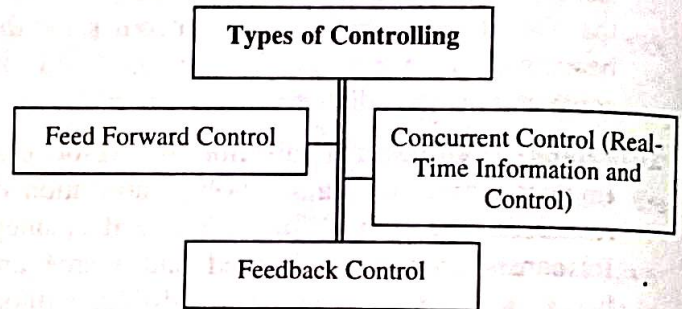 Types of Controlling
Feed Forward Control
Concurrent Control (Real-
Time Information and
Control)
Feedback Control